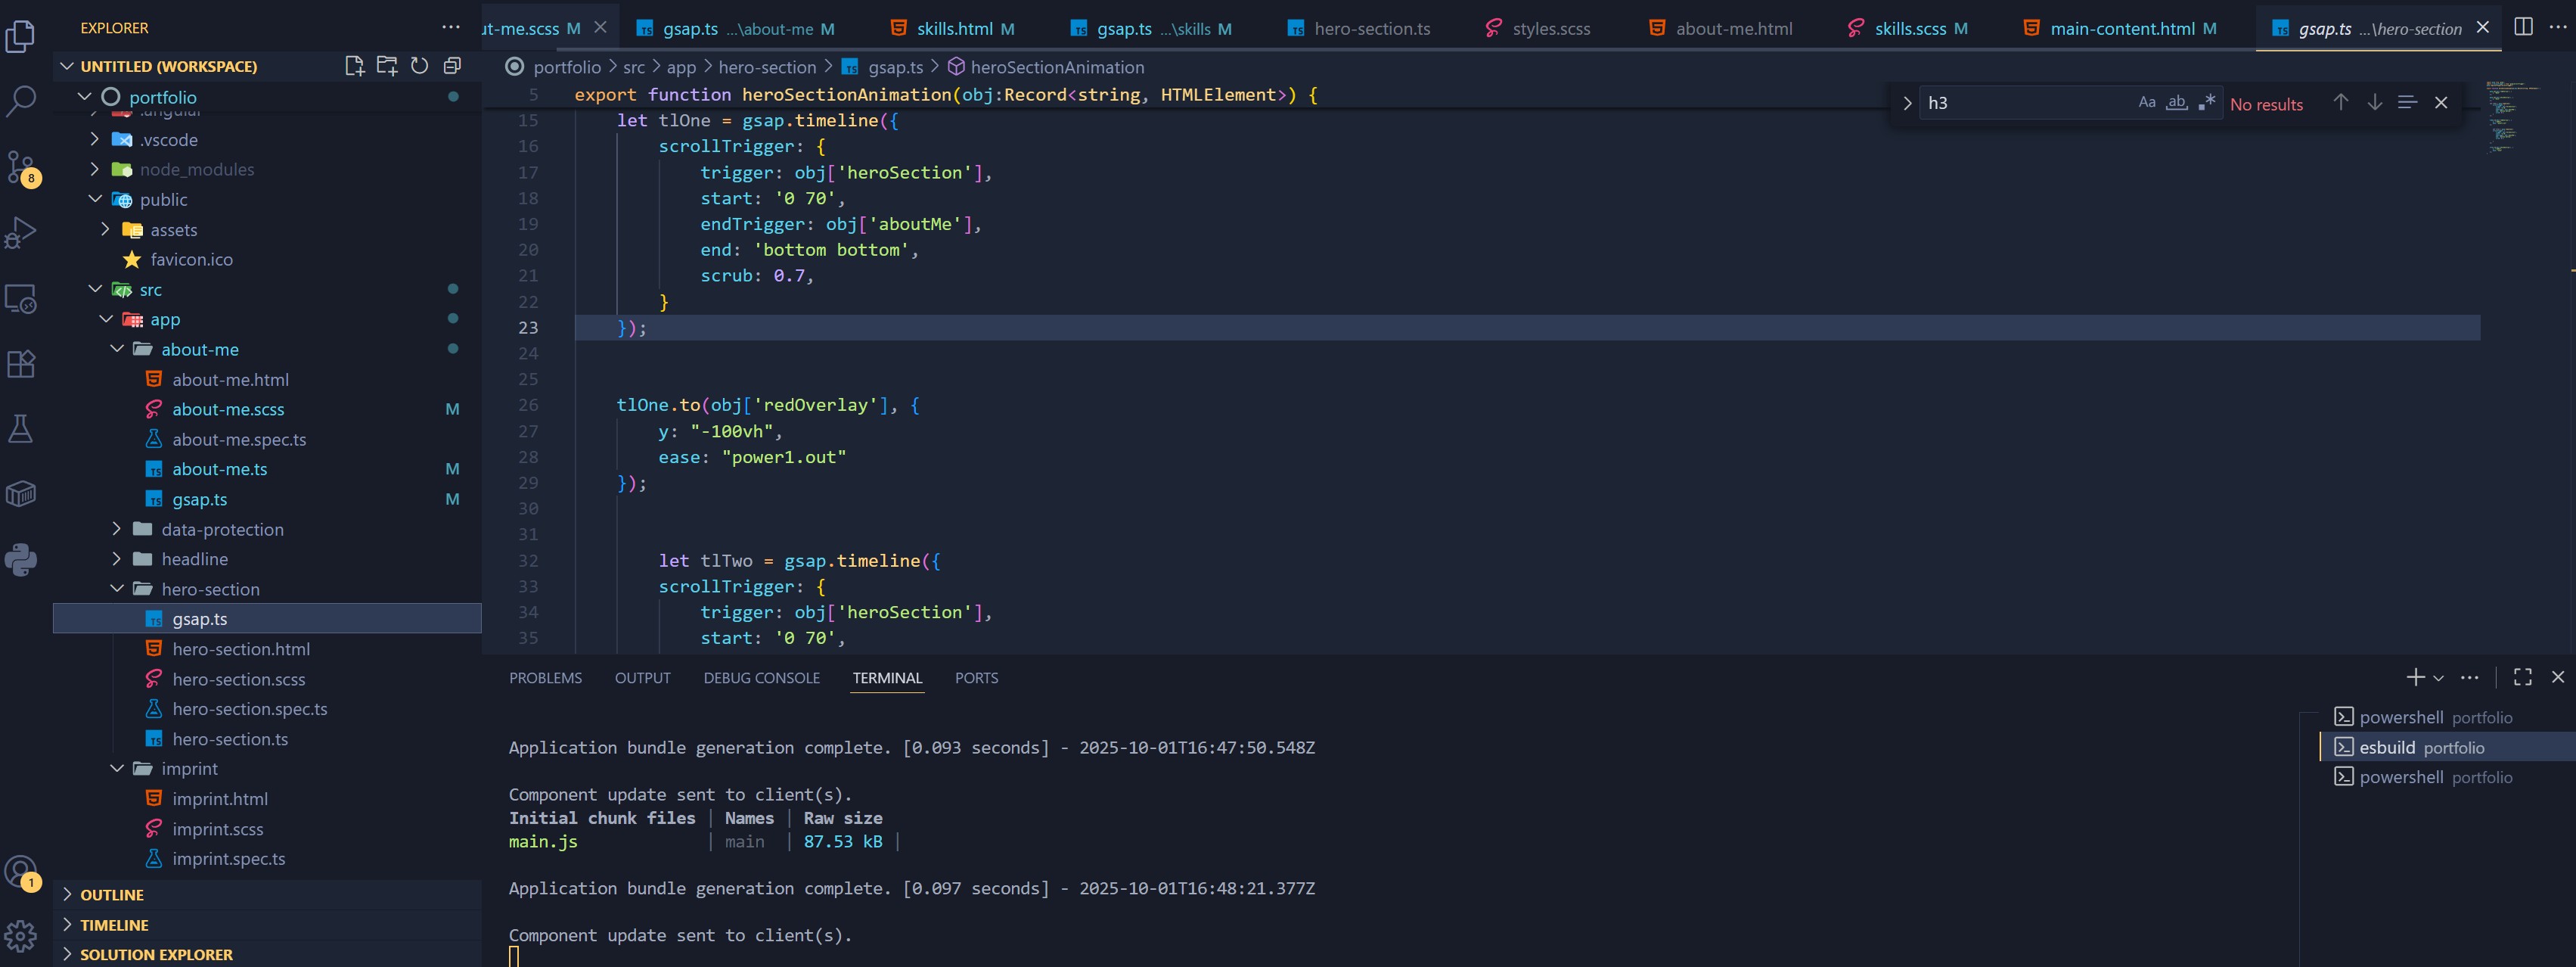 EXPLORER
UNTITLED (WORKSPACE)
portfolio
.angular
.vscode
node_modules
public
assets
favicon.ico
src
app
about-me
about-me.html
about-me.scss M
about-me.spec.ts
about-me.ts M
gsap.ts M
data-protection
headline
hero-section
gsap.ts
hero-section.html
hero-section.scss
hero-section.spec.ts
hero-section.ts
imprint
imprint.html
imprint.scss
imprint.spec.ts
OUTLINE
TIMELINE
SOLUTION EXPLORER
8
1
ut-me.scss M gsap.ts ...\about-me M skills.html M gsap.ts ...\skills M hero-section.ts styles.scss about-me.html skills.scss M main-content.html M gsap.ts ...\hero-section
portfolio > src > app > hero-section > gsap.ts > heroSectionAnimation
h3 Aa ab No results
5 export function heroSectionAnimation(obj:Record<string, HTMLElement>) {
15 let tlOne = gsap.timeline({
16 scrollTrigger: {
17 trigger: obj['heroSection'],
18 start: '0 70',
19 endTrigger: obj['aboutMe'],
20 end: 'bottom bottom',
21 scrub: 0.7,
22 }
23 });
24
25
26 tlOne.to(obj['redOverlay'], {
27 y: "-100vh",
28 ease: "power1.out"
29 });
30
31
32 let tlTwo = gsap.timeline({
33 scrollTrigger: {
34 trigger: obj['heroSection'],
35 start: '0 70',
PROBLEMS OUTPUT DEBUG CONSOLE TERMINAL PORTS
Application bundle generation complete. [0.093 seconds] - 2025-10-01T16:47:50.548Z
Component update sent to client(s).
Initial chunk files | Names | Raw size
main.js | main | 87.53 kB |
Application bundle generation complete. [0.097 seconds] - 2025-10-01T16:48:21.377Z
Component update sent to client(s).
powershell portfolio
esbuild portfolio
powershell portfolio